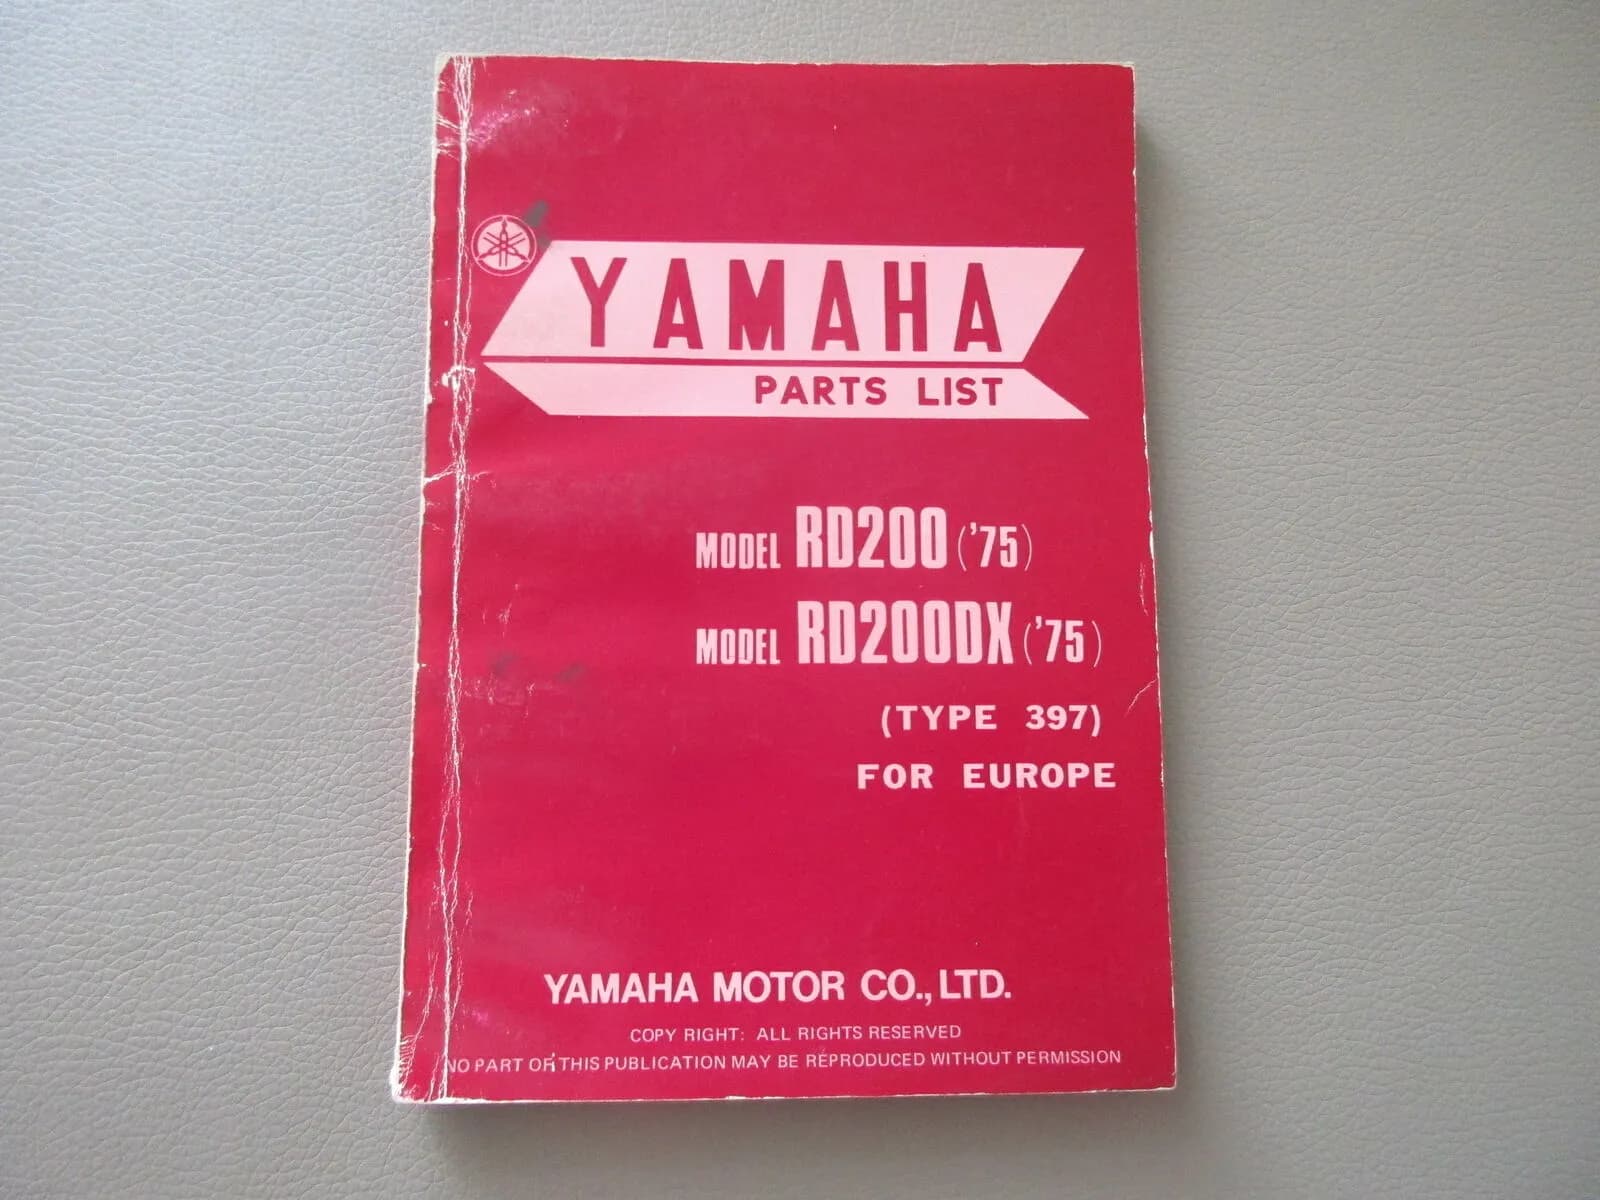 YAMAHA
PARTS LIST
MODEL RD200 ('75)
MODEL RD200DX ('75)
(TYPE 397)
FOR EUROPE
YAMAHA MOTOR CO., LTD.
COPY RIGHT: ALL RIGHTS RESERVED
NO PART OF THIS PUBLICATION MAY BE REPRODUCED WITHOUT PERMISSION